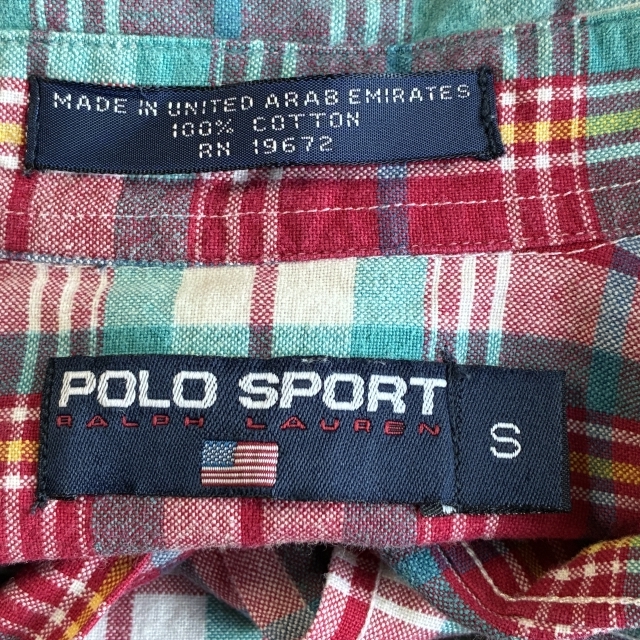 MADE IN UNITED ARAB EMIRATES
100% COTTON
RN 19672
POLO SPORT
RALPH LAUREN
S